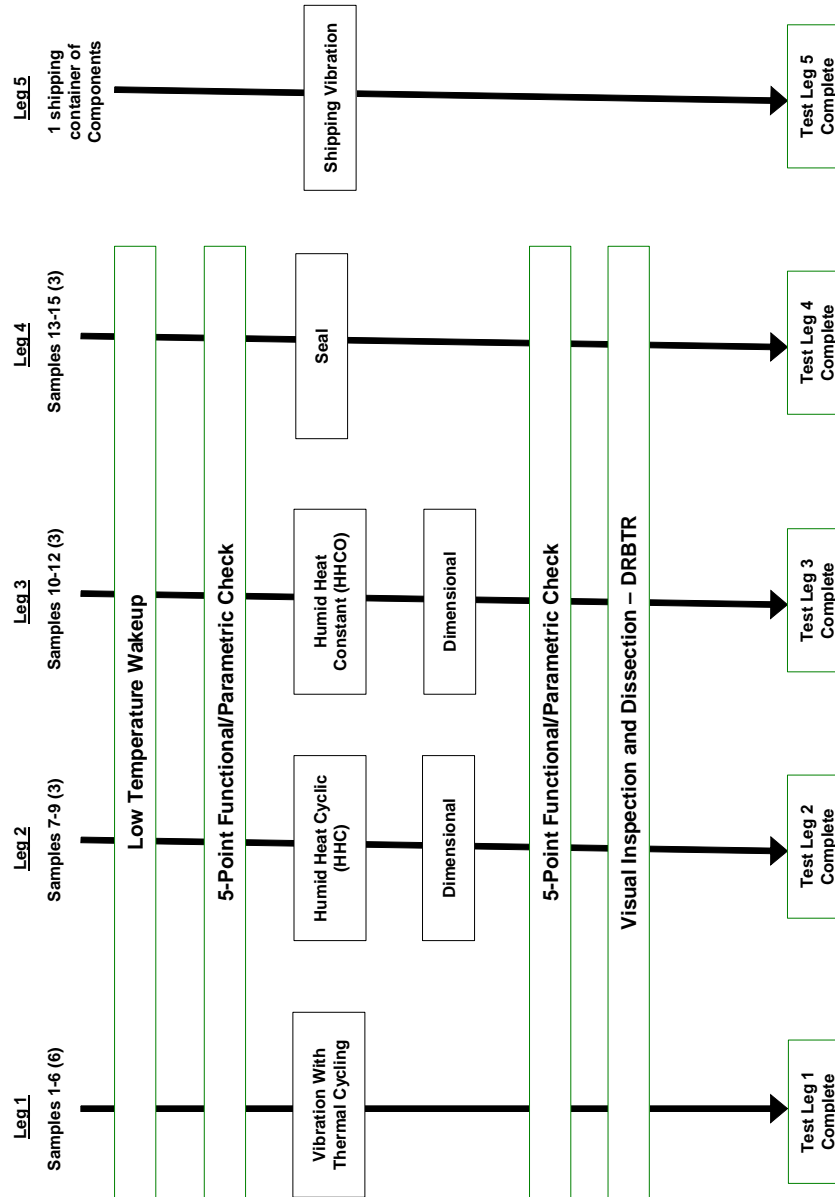 Leg 1
Samples 1-6 (6)
Leg 2
Samples 7-9 (3)
Leg 3
Samples 10-12 (3)
Leg 4
Samples 13-15 (3)
Leg 5
1 shipping
container of
Components
Low Temperature Wakeup
5-Point Functional/Parametric Check
Vibration With
Thermal Cycling
Humid Heat Cyclic
(HHC)
Humid Heat
Constant (HHCO)
Seal
Shipping Vibration
Dimensional
Dimensional
5-Point Functional/Parametric Check
Visual Inspection and Dissection – DRBTR
Test Leg 1
Complete
Test Leg 2
Complete
Test Leg 3
Complete
Test Leg 4
Complete
Test Leg 5
Complete